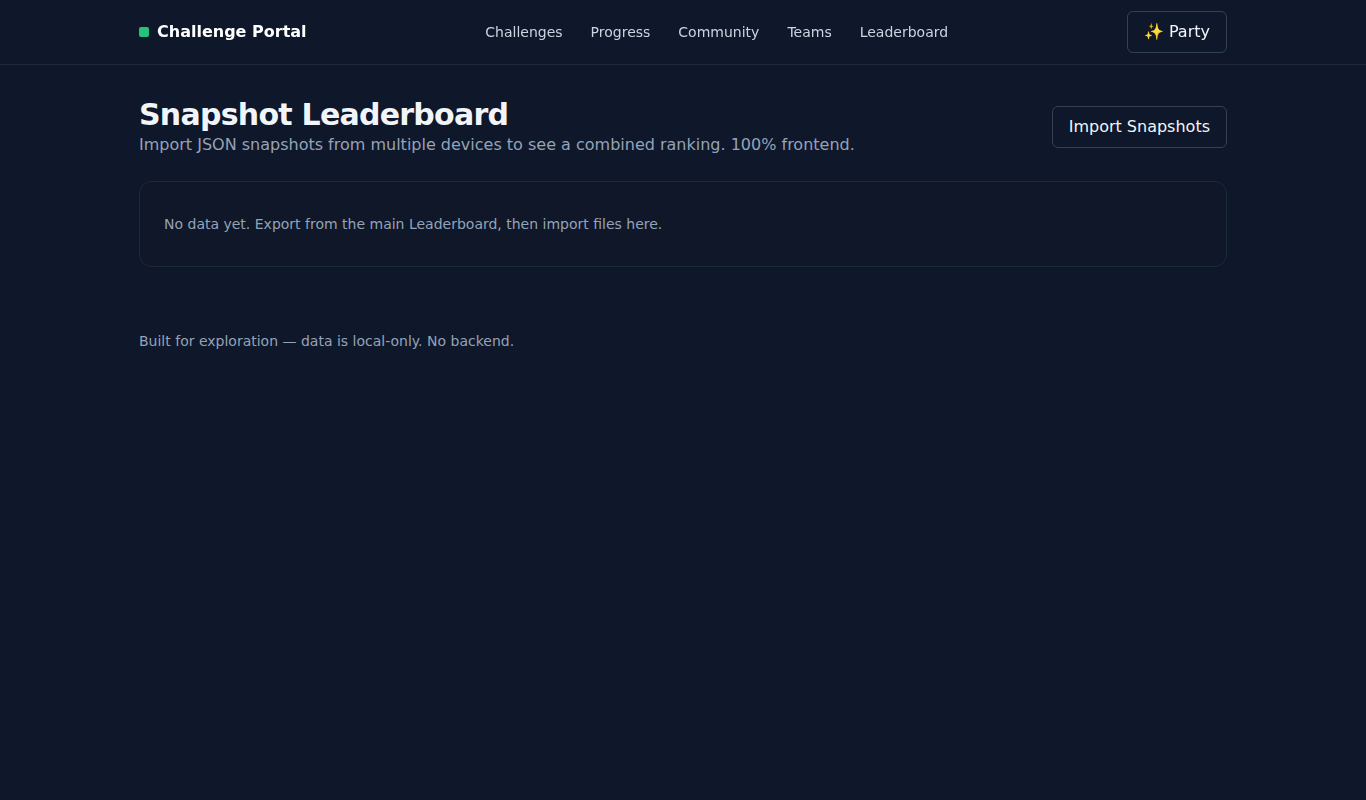 Challenge Portal
Challenges
Progress
Community
Teams
Leaderboard
✨ Party
Snapshot Leaderboard
Import JSON snapshots from multiple devices to see a combined ranking. 100% frontend.
Import Snapshots
No data yet. Export from the main Leaderboard, then import files here.
Built for exploration — data is local-only. No backend.